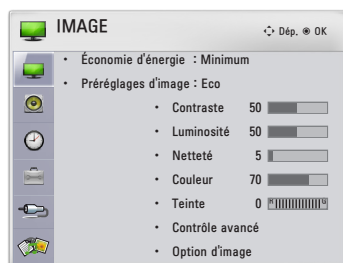 IMAGE
Dép. OK
• Économie d'énergie : Minimum
• Préréglages d'image : Eco
• Contraste 50
• Luminosité 50
• Netteté 5
• Couleur 70
• Teinte 0 R G
• Contrôle avancé
• Option d'image